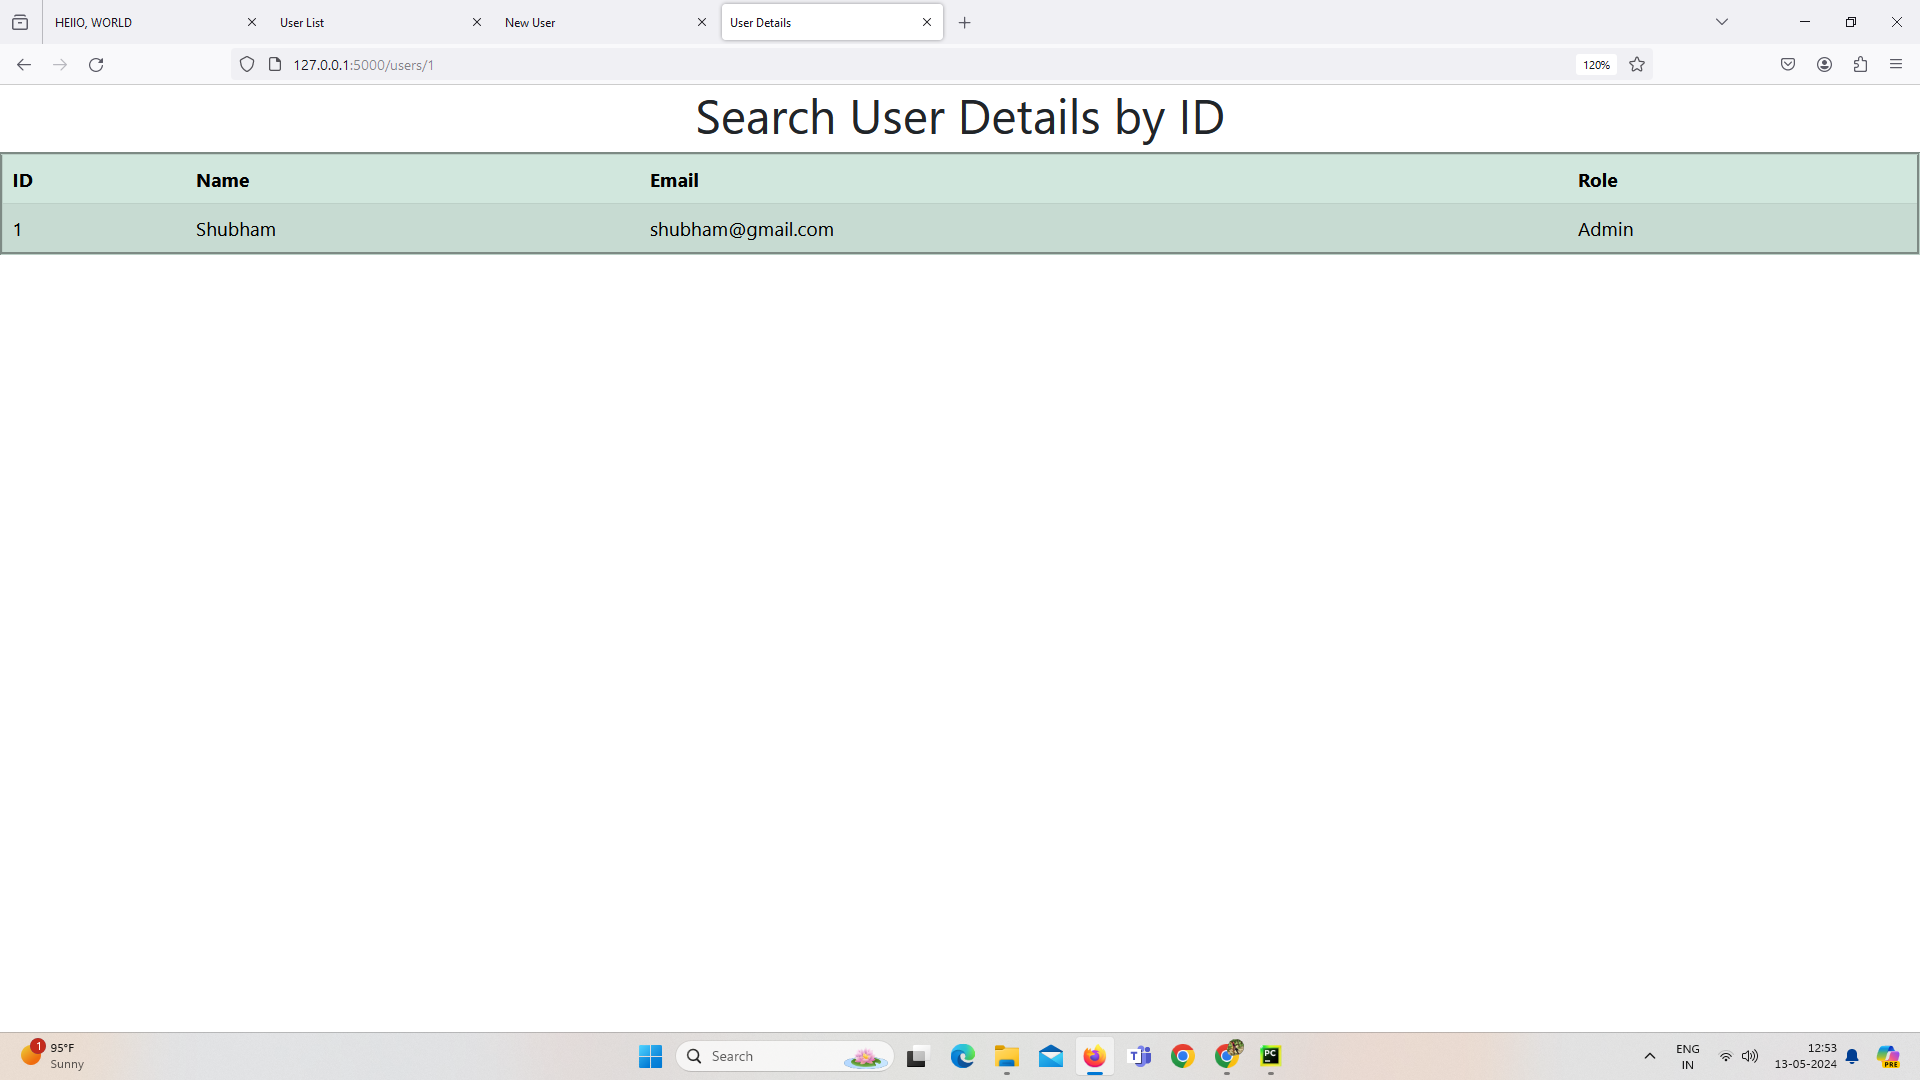 HEllO, WORLD
User List
New User
User Details
127.0.0.1:5000/users/1
120%
Search User Details by ID
ID Name Email Role
1 Shubham shubham@gmail.com Admin
1
95°F
Sunny
Search
PC
PRE
ENG
IN
12:53
13-05-2024